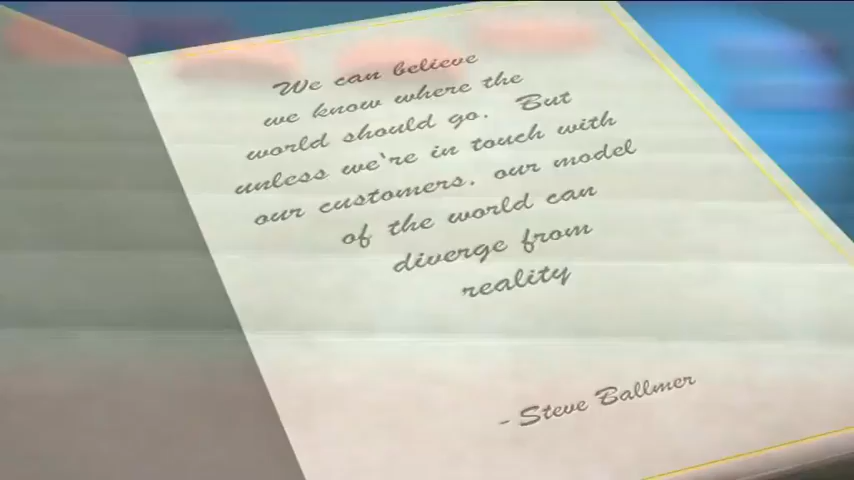 We can believe
we know where the
world should go. But
unless we're in touch with
our customers, our model
of the world can
diverge from
reality
- Steve Ballmer